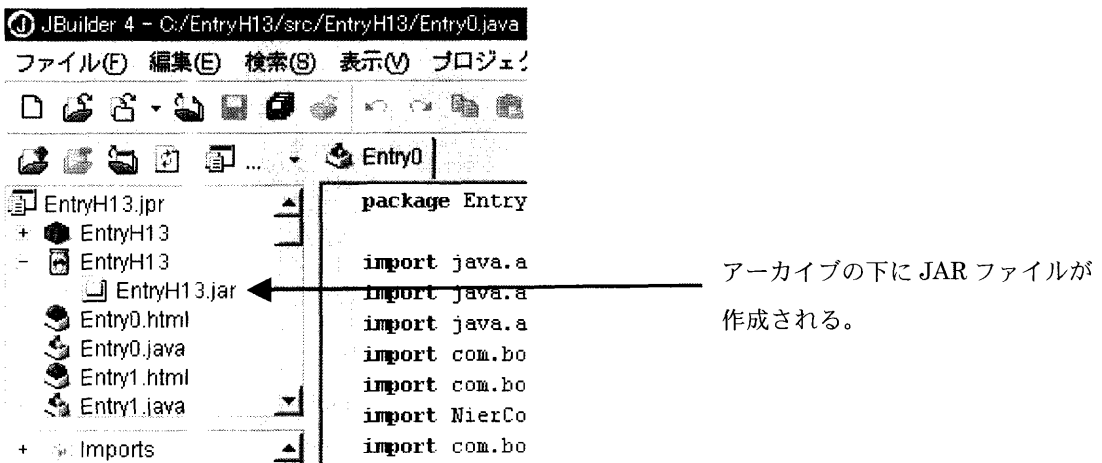 JBuilder 4 - C:/EntryH13/src/EntryH13/Entry0.java
ファイル(F) 編集(E) 検索(S) 表示(V) プロジェク
... Entry0
EntryH13.jpr
package Entry
+ EntryH13
- EntryH13
import java.a
EntryH13.jar
import java.a
Entry0.html
import java.a
Entry0.java
import com.bo
Entry1.html
import com.bo
Entry1.java
import NierCo
+ Imports
import com.bo
アーカイブの下に JAR ファイルが
作成される。